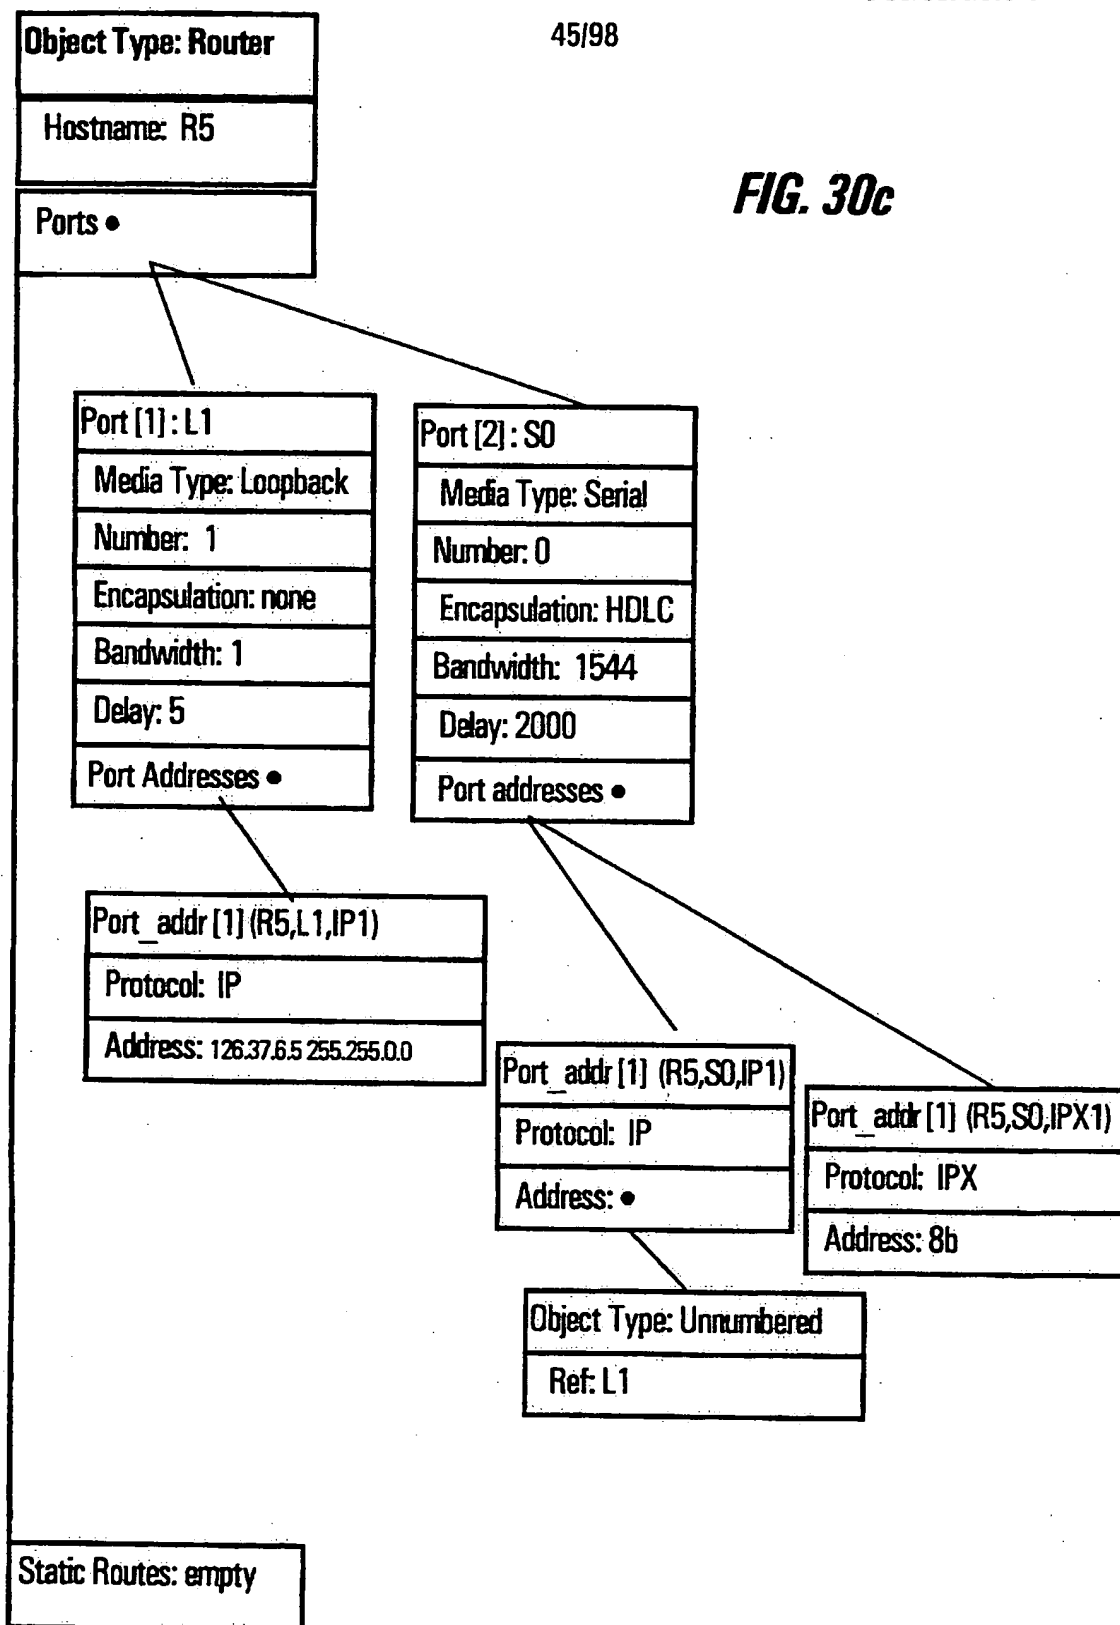 45/98
Object Type: Router
Hostname: R5
FIG. 30c
Ports •
Port [1] : L1
Media Type: Loopback
Number: 1
Encapsulation: none
Bandwidth: 1
Delay: 5
Port Addresses •
Port [2] : S0
Media Type: Serial
Number: 0
Encapsulation: HDLC
Bandwidth: 1544
Delay: 2000
Port addresses •
Port_addr [1] (R5,L1,IP1)
Protocol: IP
Address: 126.37.6.5 255.255.0.0
Port_addr [1] (R5,S0,IP1)
Protocol: IP
Address: •
Port_addr [1] (R5,S0,IPX1)
Protocol: IPX
Address: 8b
Object Type: Unnumbered
Ref: L1
Static Routes: empty